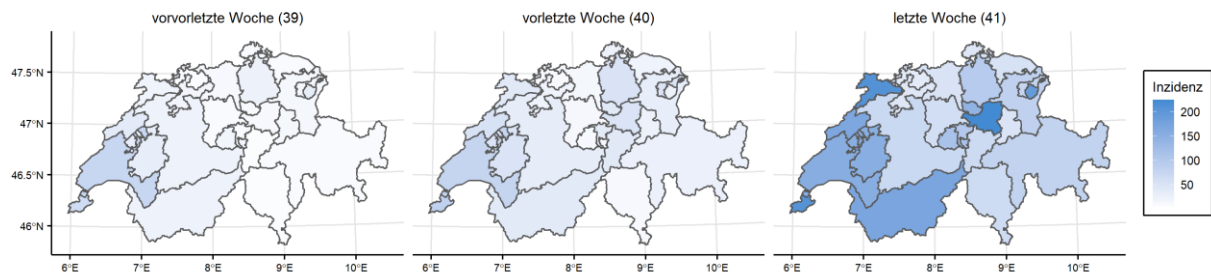 vorvorletzte Woche (39) vorletzte Woche (40) letzte Woche (41)
47.5°N
47°N
46.5°N
46°N
Inzidenz
200
150
100
50
6°E 7°E 8°E 9°E 10°E 6°E 7°E 8°E 9°E 10°E 6°E 7°E 8°E 9°E 10°E